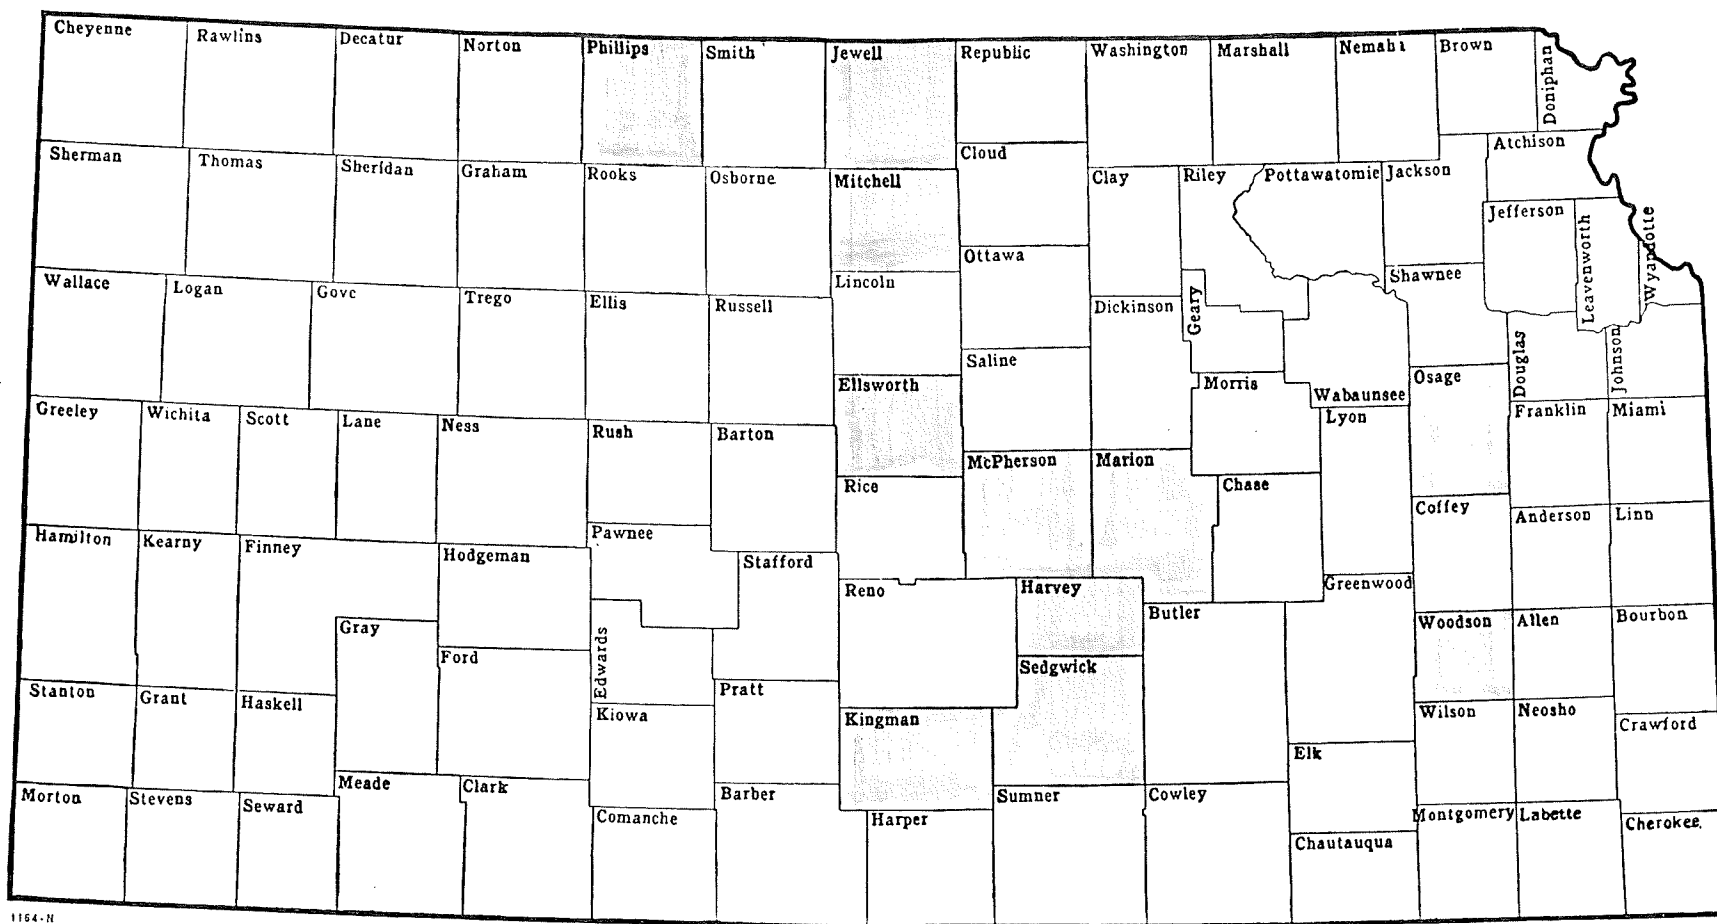 Cheyenne
Rawlins
Decatur
Norton
Phillips
Smith
Jewell
Republic
Washington
Marshall
Nemaha
Brown
Doniphan
Sherman
Thomas
Sheridan
Graham
Rooks
Osborne
Mitchell
Cloud
Clay
Riley
Pottawatomie
Jackson
Atchison
Jefferson
Leavenworth
Wyandotte
Wallace
Logan
Gove
Trego
Ellis
Russell
Lincoln
Ottawa
Dickinson
Geary
Shawnee
Douglas
Johnson
Greeley
Wichita
Scott
Lane
Ness
Rush
Barton
Ellsworth
Saline
Morris
Wabaunsee
Osage
Franklin
Miami
Rice
McPherson
Marion
Chase
Lyon
Coffey
Anderson
Linn
Hamilton
Kearny
Finney
Hodgeman
Pawnee
Stafford
Reno
Harvey
Butler
Greenwood
Woodson
Allen
Bourbon
Gray
Ford
Edwards
Sedgwick
Stanton
Grant
Haskell
Kiowa
Pratt
Kingman
Wilson
Neosho
Crawford
Elk
Morton
Stevens
Seward
Meade
Clark
Comanche
Barber
Harper
Sumner
Cowley
Chautauqua
Montgomery
Labette
Cherokee
1164-N